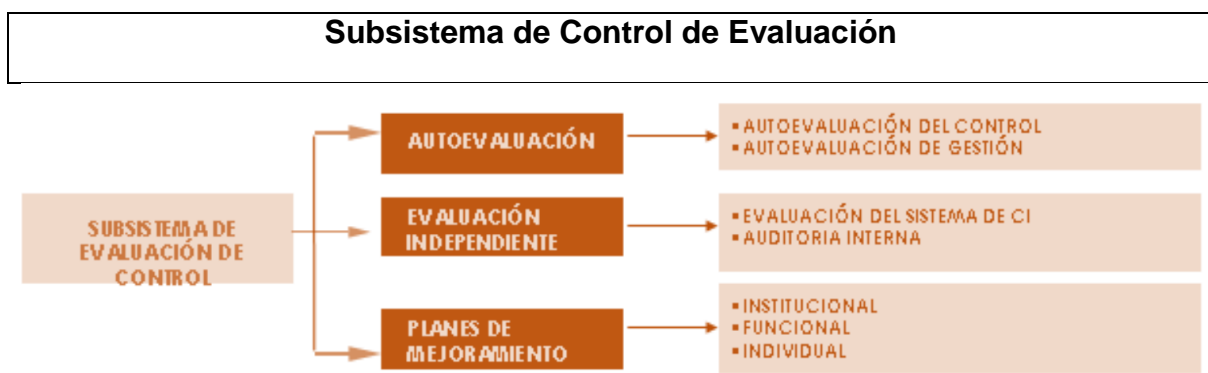 Subsistema de Control de Evaluación
SUBSISTEMA DE
EVALUACIÓN DE
CONTROL
AUTOEVALUACIÓN
▪ AUTOEVALUACIÓN DEL CONTROL
▪ AUTOEVALUACIÓN DE GESTIÓN
EVALUACIÓN
INDEPENDIENTE
▪ EVALUACIÓN DEL SISTEMA DE CI
▪ AUDITORIA INTERNA
PLANES DE
MEJORAMIENTO
▪ INSTITUCIONAL
▪ FUNCIONAL
▪ INDIVIDUAL